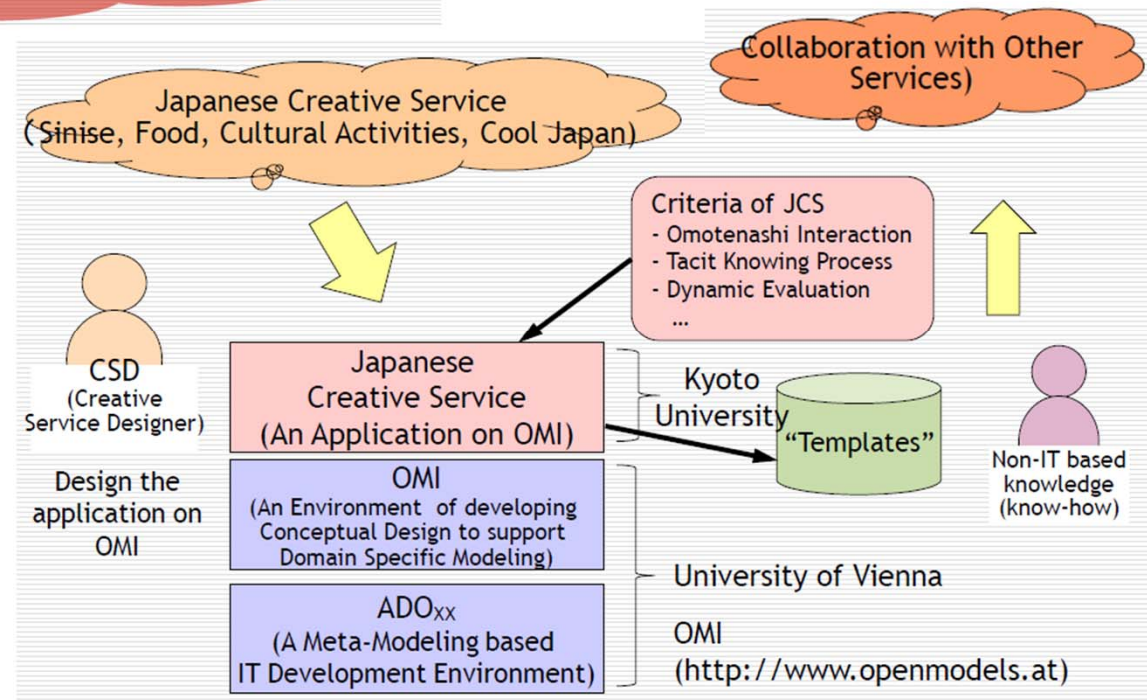 Japanese Creative Service
(Sinise, Food, Cultural Activities, Cool Japan)
Collaboration with Other
Services)
Criteria of JCS
- Omotenashi Interaction
- Tacit Knowing Process
- Dynamic Evaluation
...
CSD
(Creative
Service Designer)
Design the
application on
OMI
Japanese
Creative Service
(An Application on OMI)
Kyoto
University
“Templates”
Non-IT based
knowledge
(know-how)
OMI
(An Environment of developing
Conceptual Design to support
Domain Specific Modeling)
ADOxx
(A Meta-Modeling based
IT Development Environment)
University of Vienna
OMI
(http://www.openmodels.at)